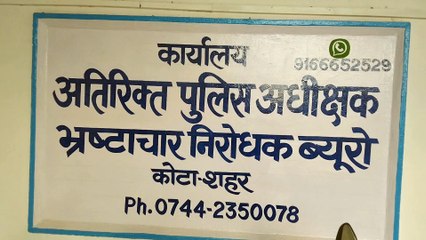 कार्यालय
9166652529
अतिरिक्त पुलिस अधीक्षक
भ्रष्टाचार निरोधक ब्यूरो
कोटा-शहर
Ph. 0744-2350078